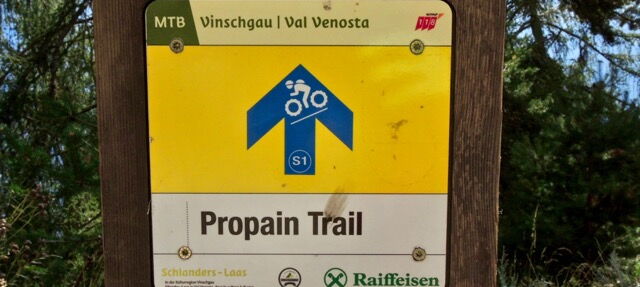 MTB Vinschgau | Val Venosta
S1
Propain Trail
Schlanders - Laas
Raiffeisen